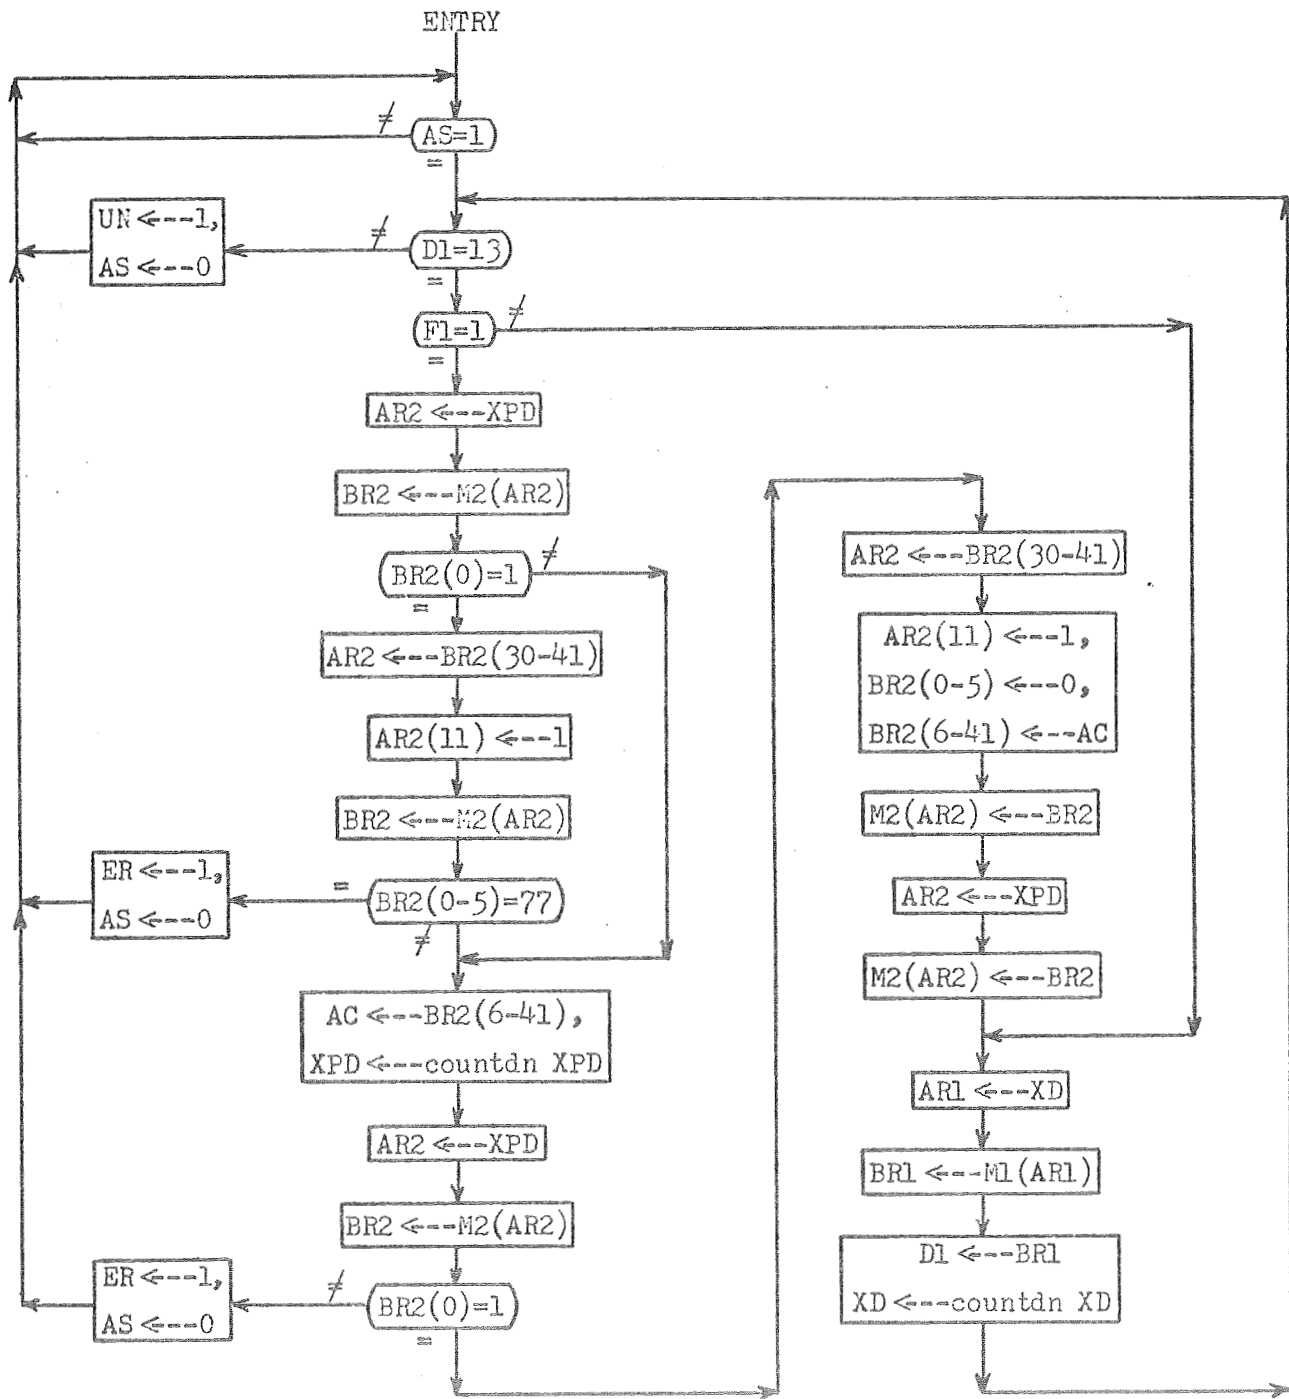 ENTRY
≠
AS=1
=
UN <---1,
AS <---0
≠
D1=13
=
F1=1
≠
=
AR2 <---XPD
BR2 <---M2(AR2)
BR2(0)=1
≠
=
AR2 <---BR2(30-41)
AR2(11) <---1
BR2 <---M2(AR2)
ER <---1,
AS <---0
=
BR2(0-5)=77
≠
AC <---BR2(6-41),
XPD <---countdn XPD
AR2 <---XPD
BR2 <---M2(AR2)
ER <---1,
AS <---0
≠
BR2(0)=1
=
AR2 <---BR2(30-41)
AR2(11) <---1,
BR2(0-5) <---0,
BR2(6-41) <---AC
M2(AR2) <---BR2
AR2 <---XPD
M2(AR2) <---BR2
AR1 <---XD
BR1 <---M1(AR1)
D1 <---BR1
XD <---countdn XD